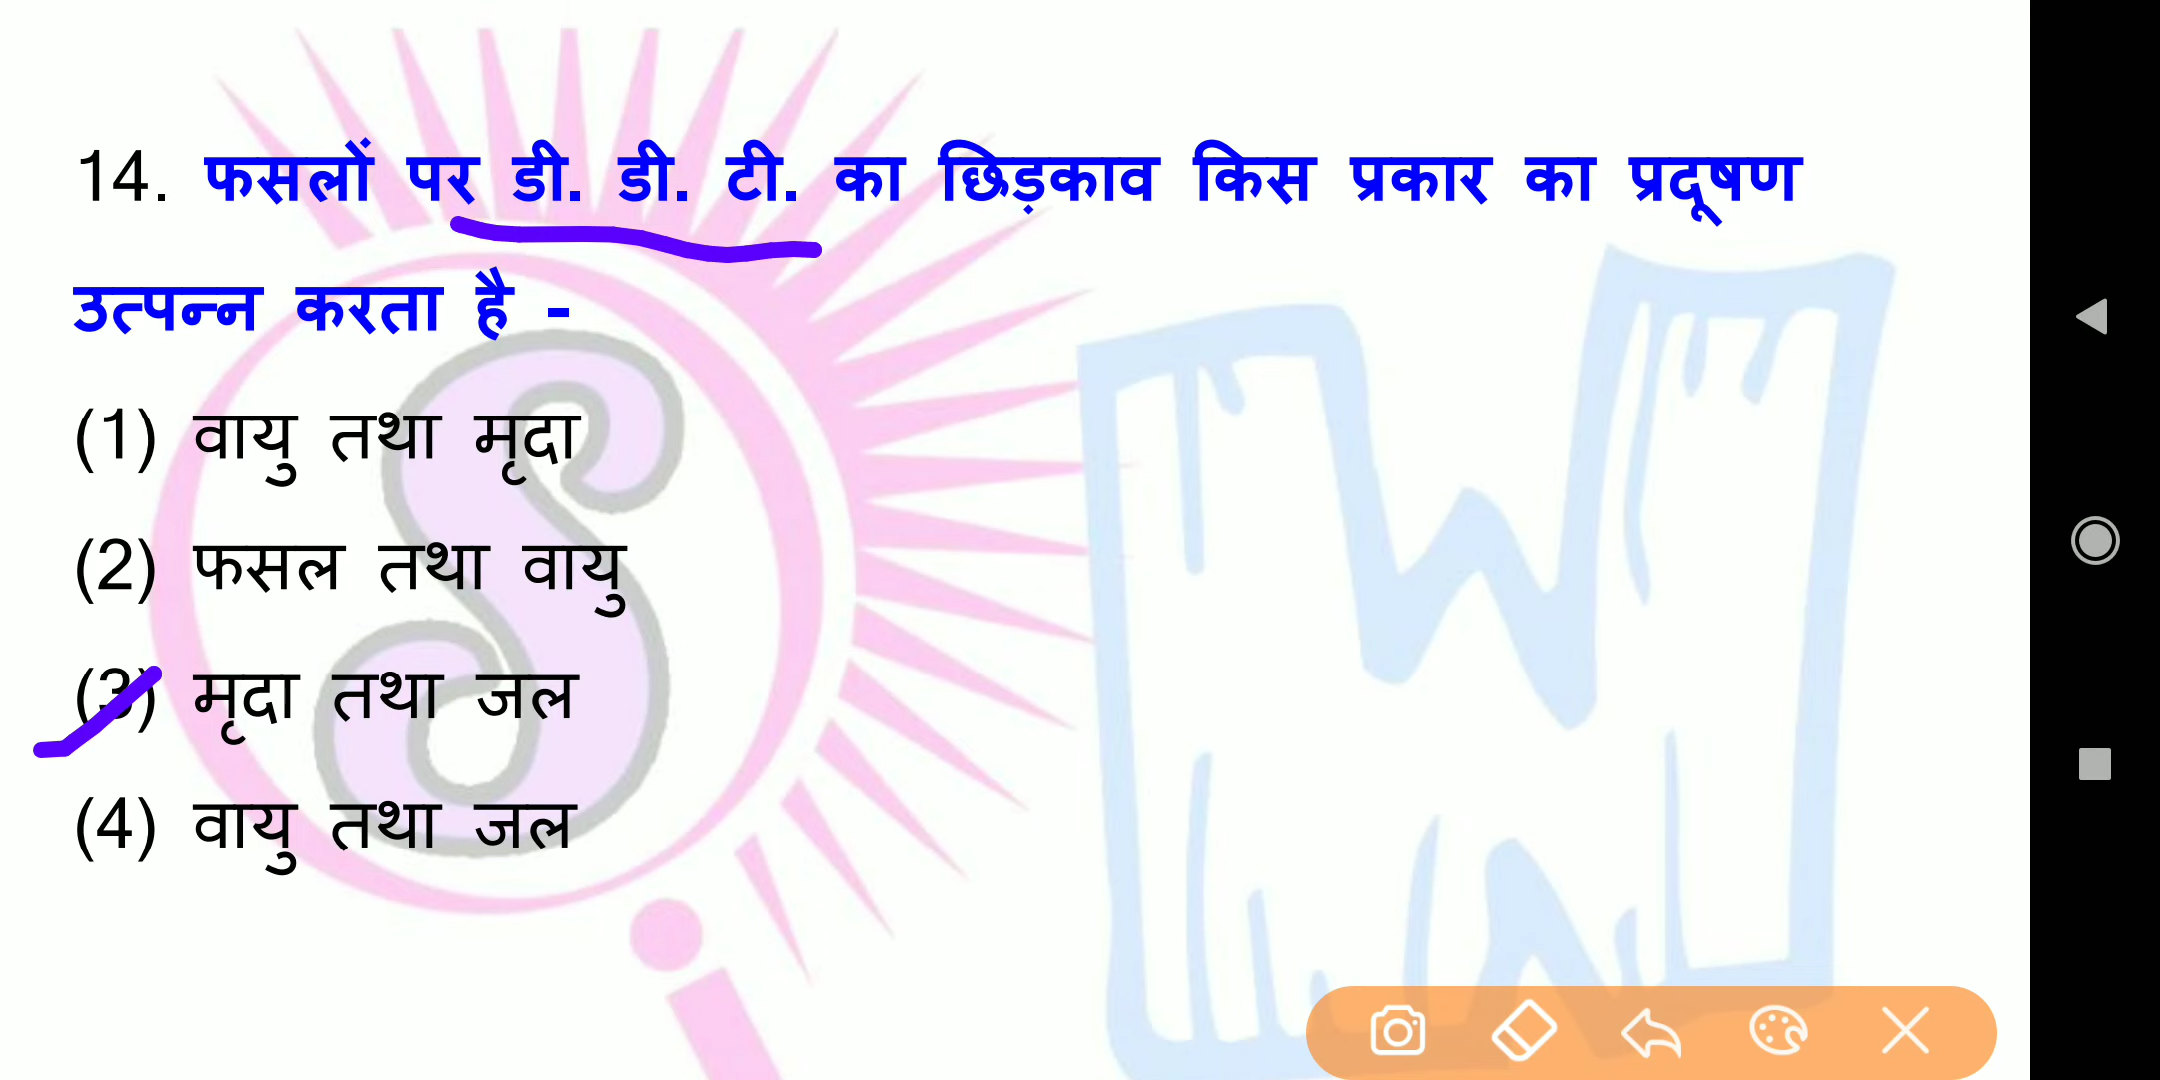 14. फसलों पर डी. डी. टी. का छिड़काव किस प्रकार का प्रदूषण
उत्पन्न करता है -
(1) वायु तथा मृदा
(2) फसल तथा वायु
(3) मृदा तथा जल
(4) वायु तथा जल